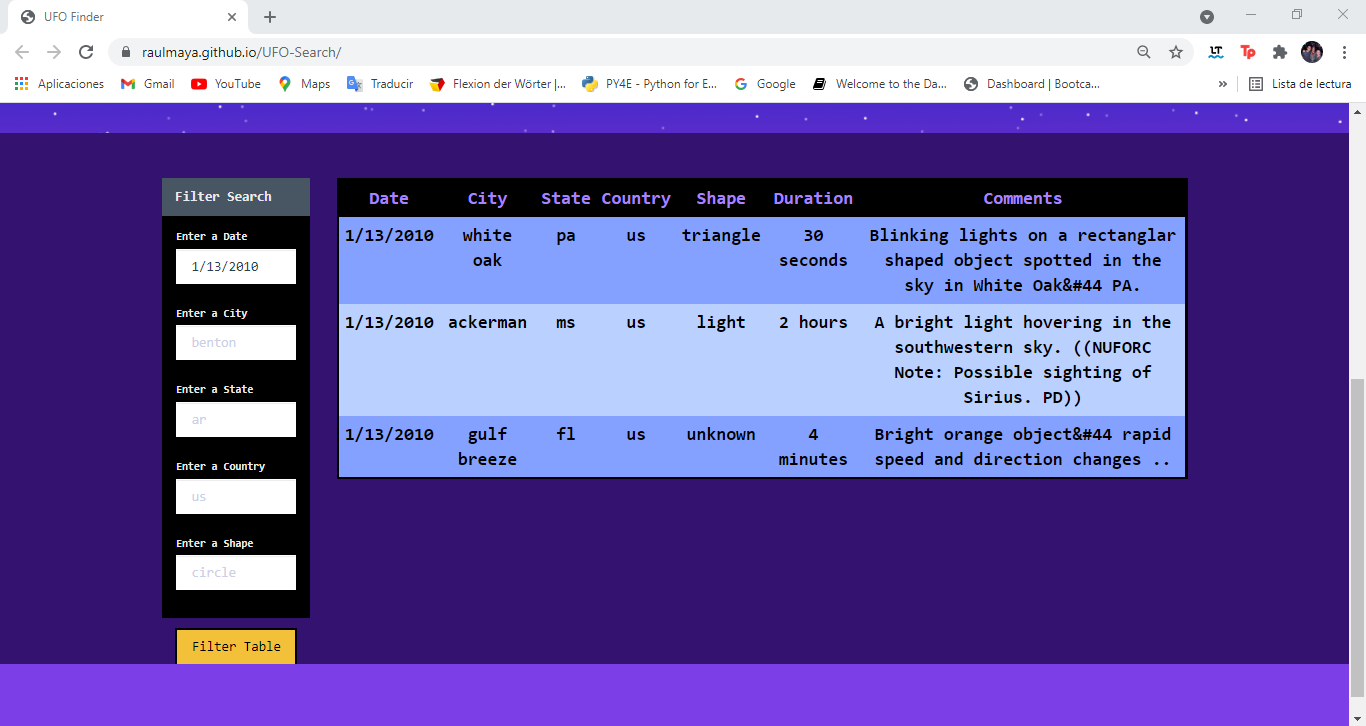 UFO Finder
raulmaya.github.io/UFO-Search/
LT
Tp
Aplicaciones Gmail YouTube Maps Traducir Flexion der Wörter |... PY4E - Python for E... Google Welcome to the Da... Dashboard | Bootca... » Lista de lectura
Filter Search
Enter a Date
1/13/2010
Enter a City
benton
Enter a State
ar
Enter a Country
us
Enter a Shape
circle
Filter Table
Date City State Country Shape Duration Comments
1/13/2010 white pa us triangle 30 Blinking lights on a rectanglar
oak seconds shaped object spotted in the
sky in White Oak&#44 PA.
1/13/2010 ackerman ms us light 2 hours A bright light hovering in the
southwestern sky. ((NUFORC
Note: Possible sighting of
Sirius. PD))
1/13/2010 gulf fl us unknown 4 Bright orange object&#44 rapid
breeze minutes speed and direction changes ..